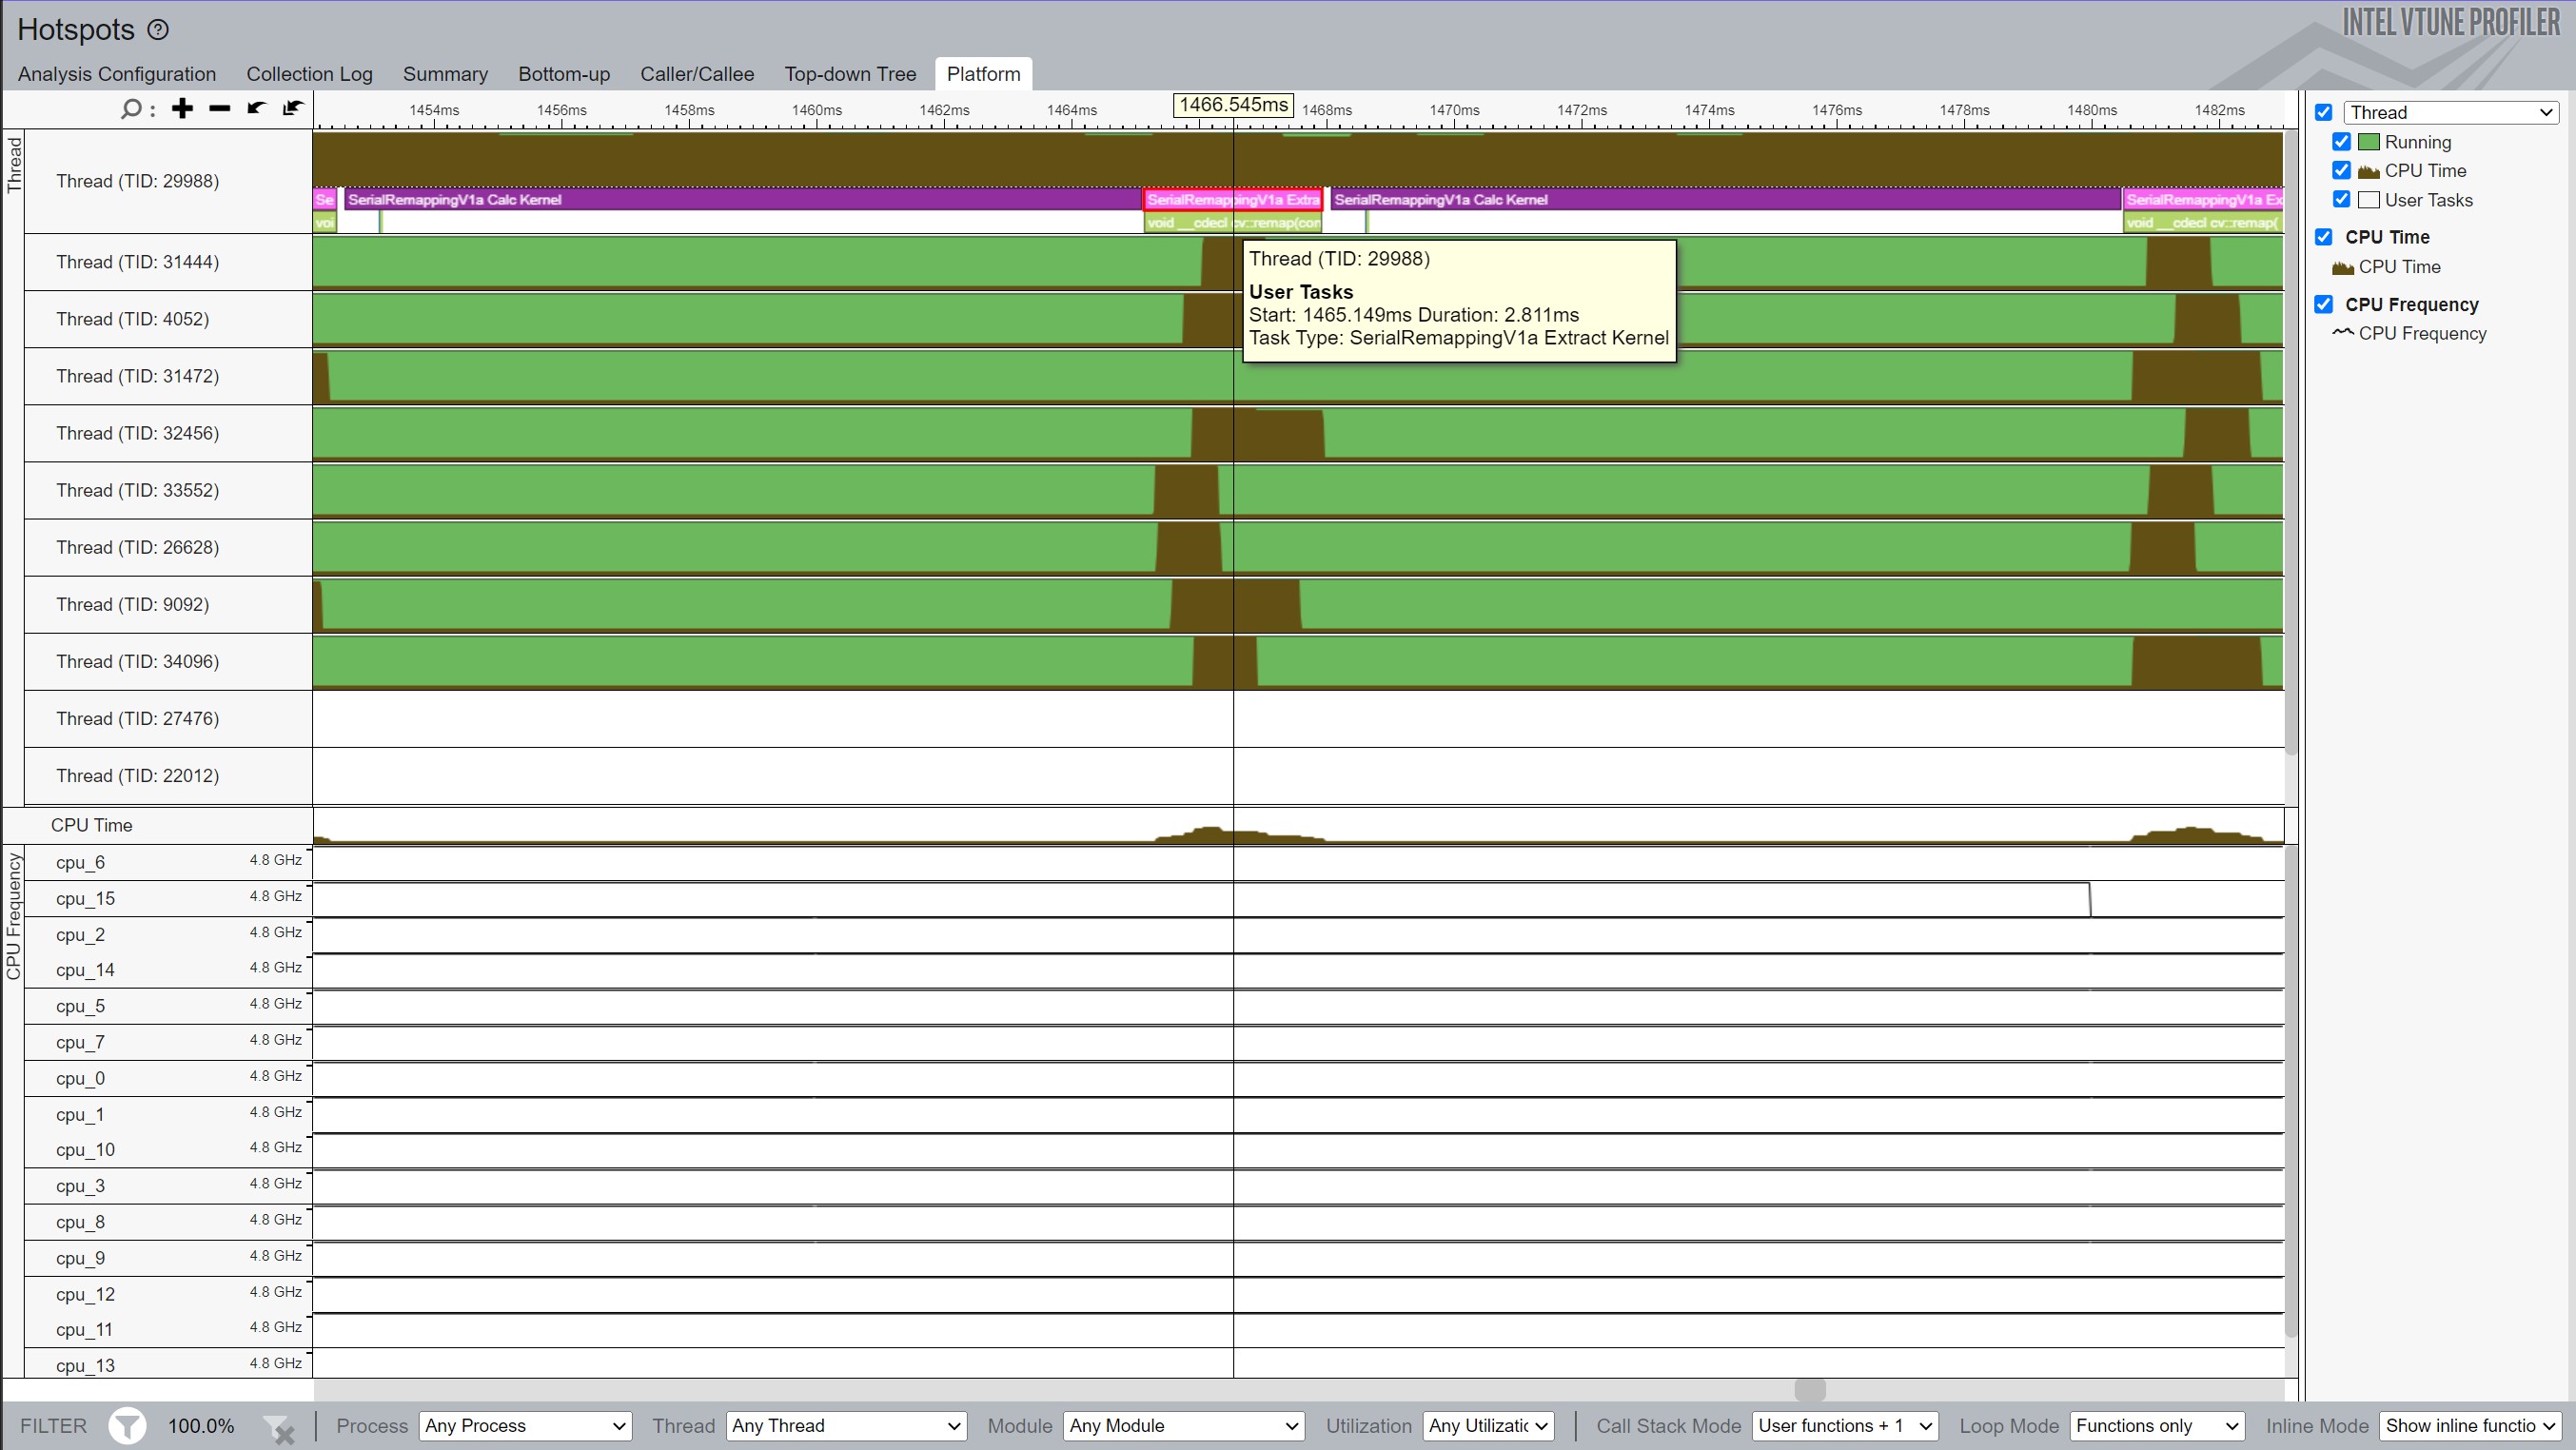 Hotspots ?
INTEL VTUNE PROFILER
Analysis Configuration Collection Log Summary Bottom-up Caller/Callee Top-down Tree Platform
1454ms 1456ms 1458ms 1460ms 1462ms 1464ms 1466.545ms 1468ms 1470ms 1472ms 1474ms 1476ms 1478ms 1480ms 1482ms
Thread
Thread (TID: 29988)
Se SerialRemappingV1a Calc Kernel SerialRemappingV1a Extra SerialRemappingV1a Calc Kernel SerialRemappingV1a Ex
voi void __cdecl cv::remap(con void __cdecl cv::remap(
Thread (TID: 31444)
Thread (TID: 4052)
Thread (TID: 31472)
Thread (TID: 32456)
Thread (TID: 33552)
Thread (TID: 26628)
Thread (TID: 9092)
Thread (TID: 34096)
Thread (TID: 27476)
Thread (TID: 22012)
Thread (TID: 29988)
User Tasks
Start: 1465.149ms Duration: 2.811ms
Task Type: SerialRemappingV1a Extract Kernel
CPU Time
CPU Frequency
cpu_6 4.8 GHz
cpu_15 4.8 GHz
cpu_2 4.8 GHz
cpu_14 4.8 GHz
cpu_5 4.8 GHz
cpu_7 4.8 GHz
cpu_0 4.8 GHz
cpu_1 4.8 GHz
cpu_10 4.8 GHz
cpu_3 4.8 GHz
cpu_8 4.8 GHz
cpu_9 4.8 GHz
cpu_12 4.8 GHz
cpu_11 4.8 GHz
cpu_13 4.8 GHz
Thread
Running
CPU Time
User Tasks
CPU Time
CPU Time
CPU Frequency
CPU Frequency
FILTER 100.0% Process Any Process Thread Any Thread Module Any Module Utilization Any Utilizatic Call Stack Mode User functions + 1 Loop Mode Functions only Inline Mode Show inline functio